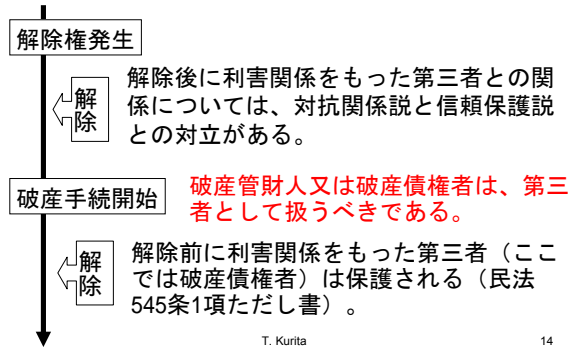 解除権発生
解除
解除後に利害関係をもった第三者との関
係については、対抗関係説と信頼保護説
との対立がある。
破産手続開始
破産管財人又は破産債権者は、第三
者として扱うべきである。
解除
解除前に利害関係をもった第三者（ここ
では破産債権者）は保護される（民法
545条1項ただし書）。
T. Kurita
14